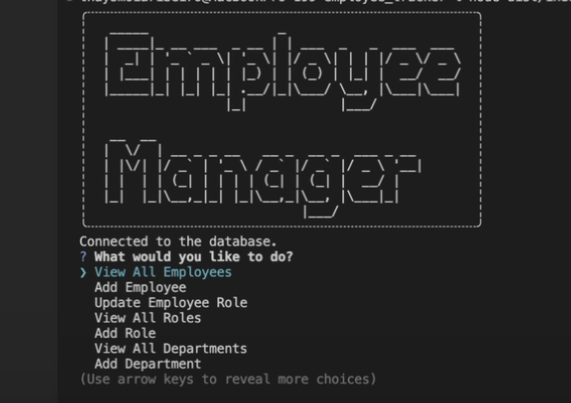 Employee
Manager
Connected to the database.
? What would you like to do?
❯ View All Employees
Add Employee
Update Employee Role
View All Roles
Add Role
View All Departments
Add Department
(Use arrow keys to reveal more choices)